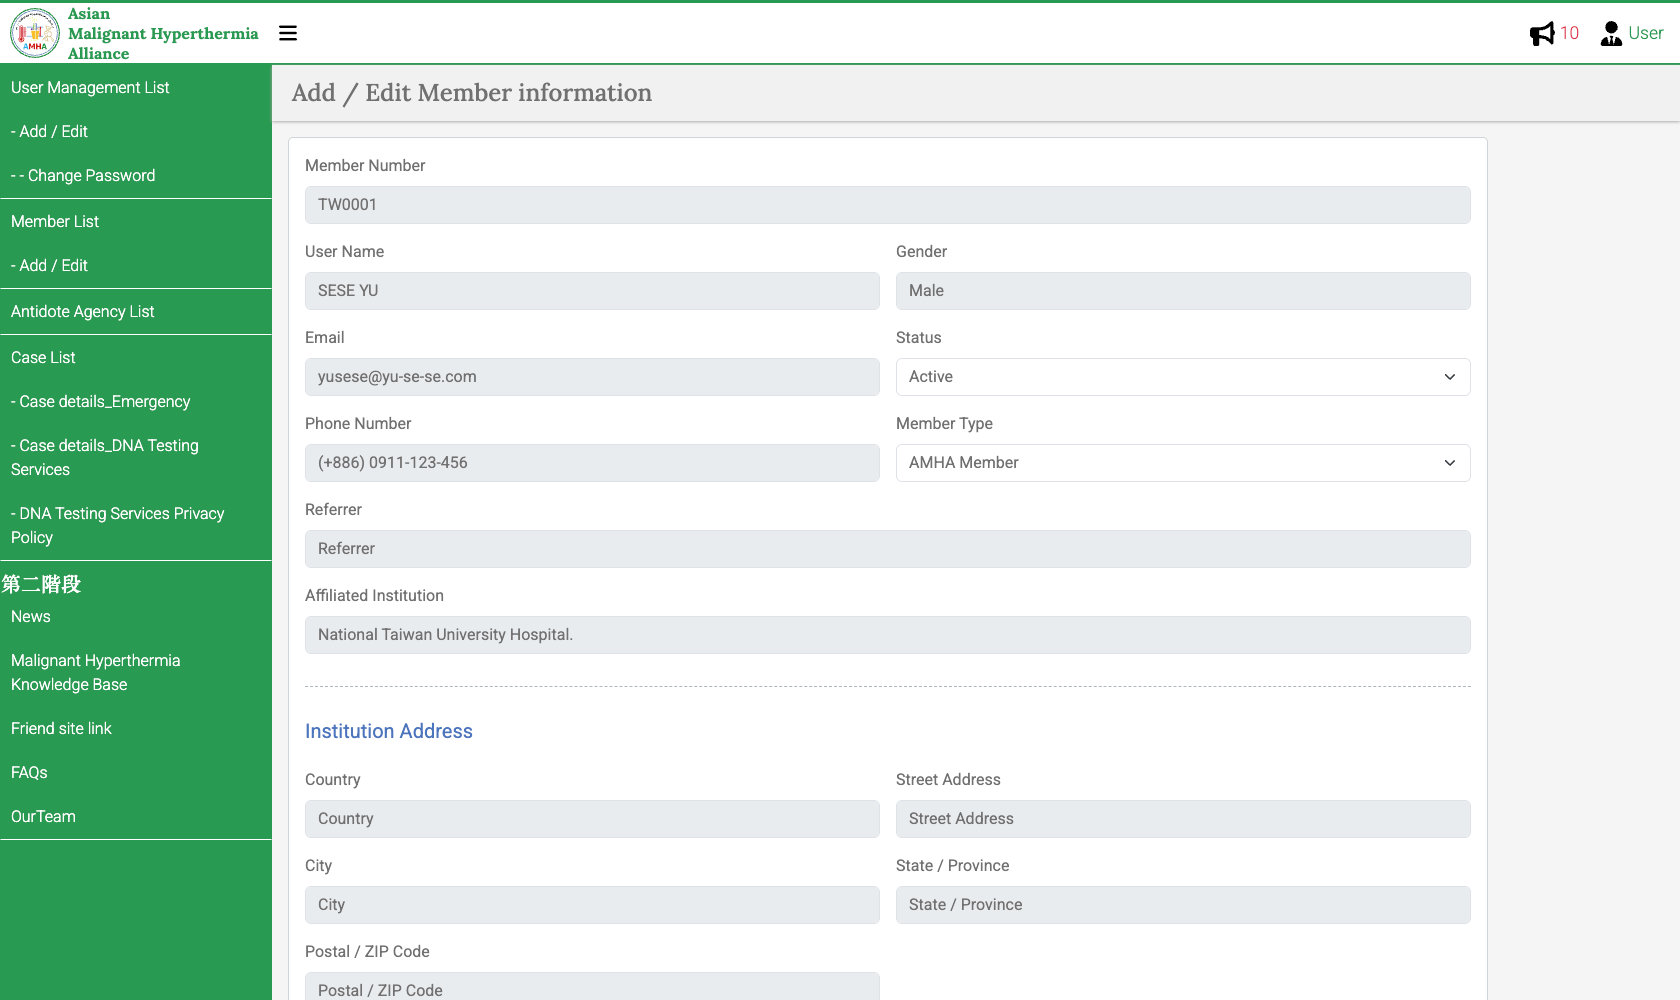 AMHA
Asian
Malignant Hyperthermia
Alliance
10
User
User Management List
- Add / Edit
- - Change Password
Member List
- Add / Edit
Antidote Agency List
Case List
- Case details_Emergency
- Case details_DNA Testing
Services
- DNA Testing Services Privacy
Policy
第二階段
News
Malignant Hyperthermia
Knowledge Base
Friend site link
FAQs
OurTeam
Add / Edit Member information
Member Number
TW0001
User Name
Gender
SESE YU
Male
Email
Status
yusese@yu-se-se.com
Active
Phone Number
Member Type
(+886) 0911-123-456
AMHA Member
Referrer
Referrer
Affiliated Institution
National Taiwan University Hospital.
Institution Address
Country
Street Address
Country
Street Address
City
State / Province
City
State / Province
Postal / ZIP Code
Postal / ZIP Code